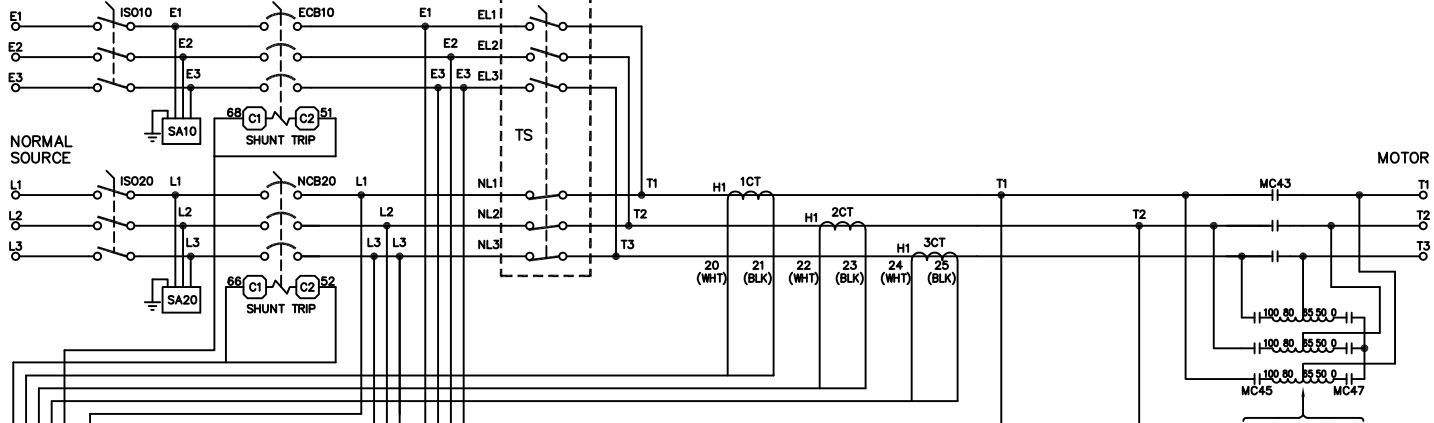 E1 ISO10 E1 ECB10 E1 EL1
E2 E2 E2 EL2
E3 E3 E3 E3 EL3
68 C1 C2 51
SA10
SHUNT TRIP
TS
NORMAL
SOURCE
MOTOR
L1 ISO20 L1 NCB20 L1 NL1 T1 H1 1CT T1 MC43 T1
L2 L2 L2 NL2 T2 H1 2CT T2 T2
L3 L3 L3 L3 NL3 T3 H1 3CT T3
20 21 22 23 24 25
(WHT) (BLK) (WHT) (BLK) (WHT) (BLK)
66 C1 C2 52
SA20
SHUNT TRIP
100 80 65 50 0
100 80 65 50 0
100 80 65 50 0
MC45 MC47